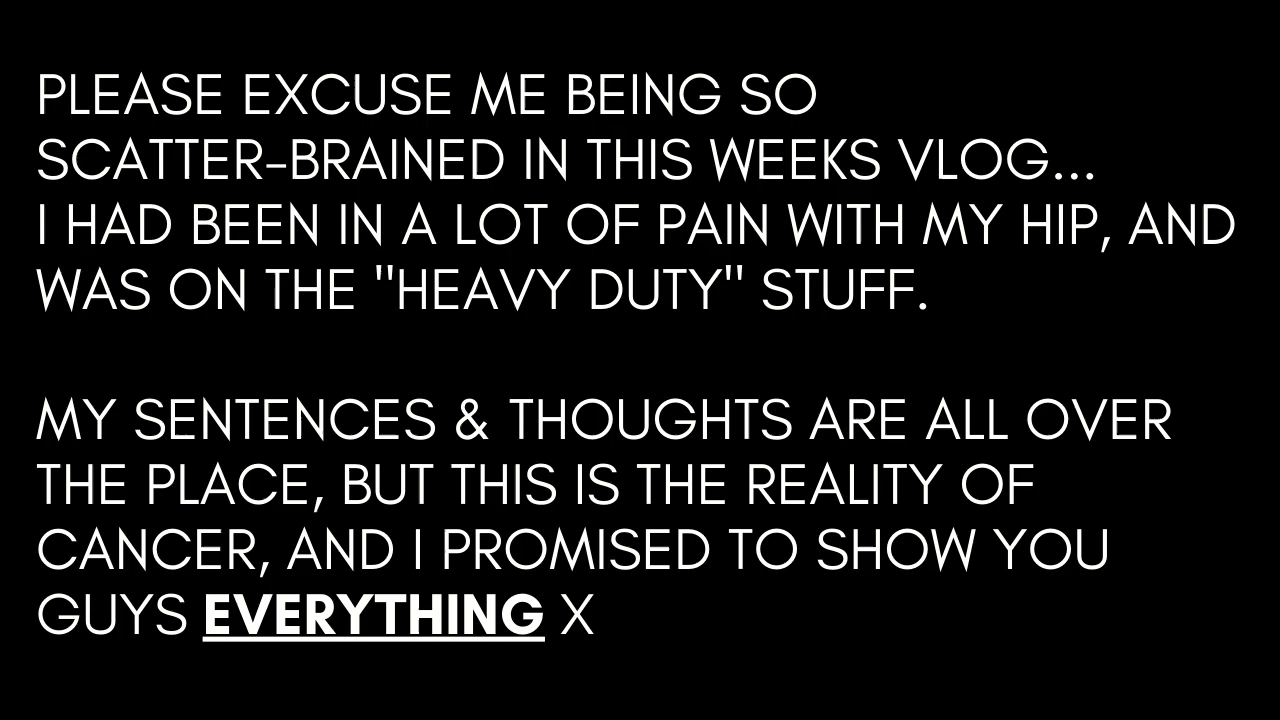 PLEASE EXCUSE ME BEING SO
SCATTER-BRAINED IN THIS WEEKS VLOG...
I HAD BEEN IN A LOT OF PAIN WITH MY HIP, AND
WAS ON THE "HEAVY DUTY" STUFF.
MY SENTENCES & THOUGHTS ARE ALL OVER
THE PLACE, BUT THIS IS THE REALITY OF
CANCER, AND I PROMISED TO SHOW YOU
GUYS EVERYTHING X